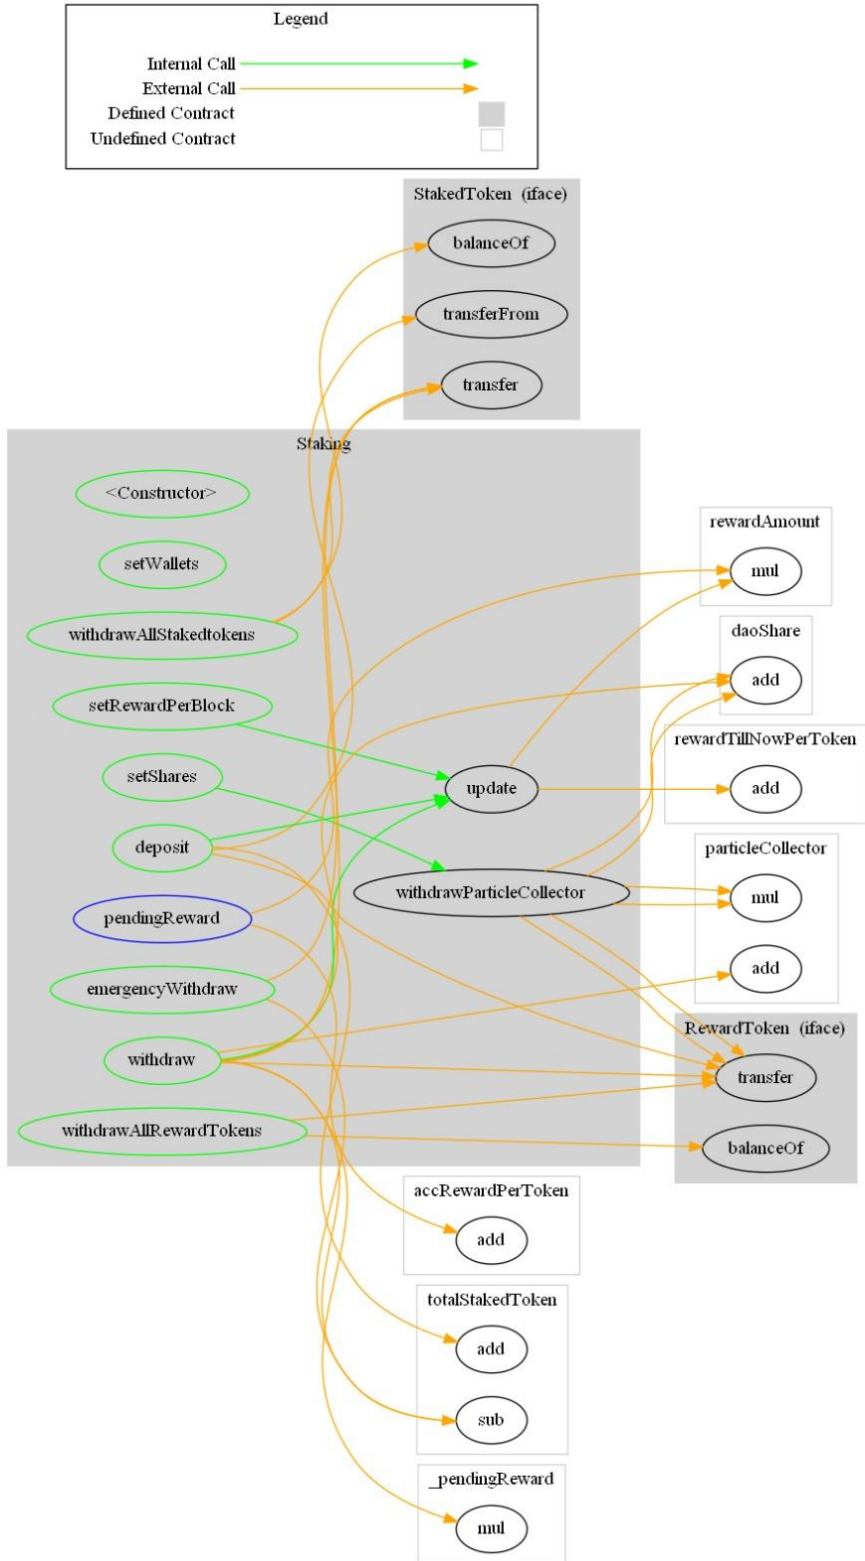 Legend
Internal Call
External Call
Defined Contract
Undefined Contract
StakedToken (iface)
balanceOf
transferFrom
transfer
Staking
<Constructor>
setWallets
withdrawAllStakedtokens
setRewardPerBlock
setShares
deposit
pendingReward
emergencyWithdraw
withdraw
withdrawAllRewardTokens
update
withdrawParticleCollector
rewardAmount
mul
daoShare
add
rewardTillNowPerToken
add
particleCollector
mul
add
RewardToken (iface)
transfer
balanceOf
accRewardPerToken
add
totalStakedToken
add
sub
_pendingReward
mul